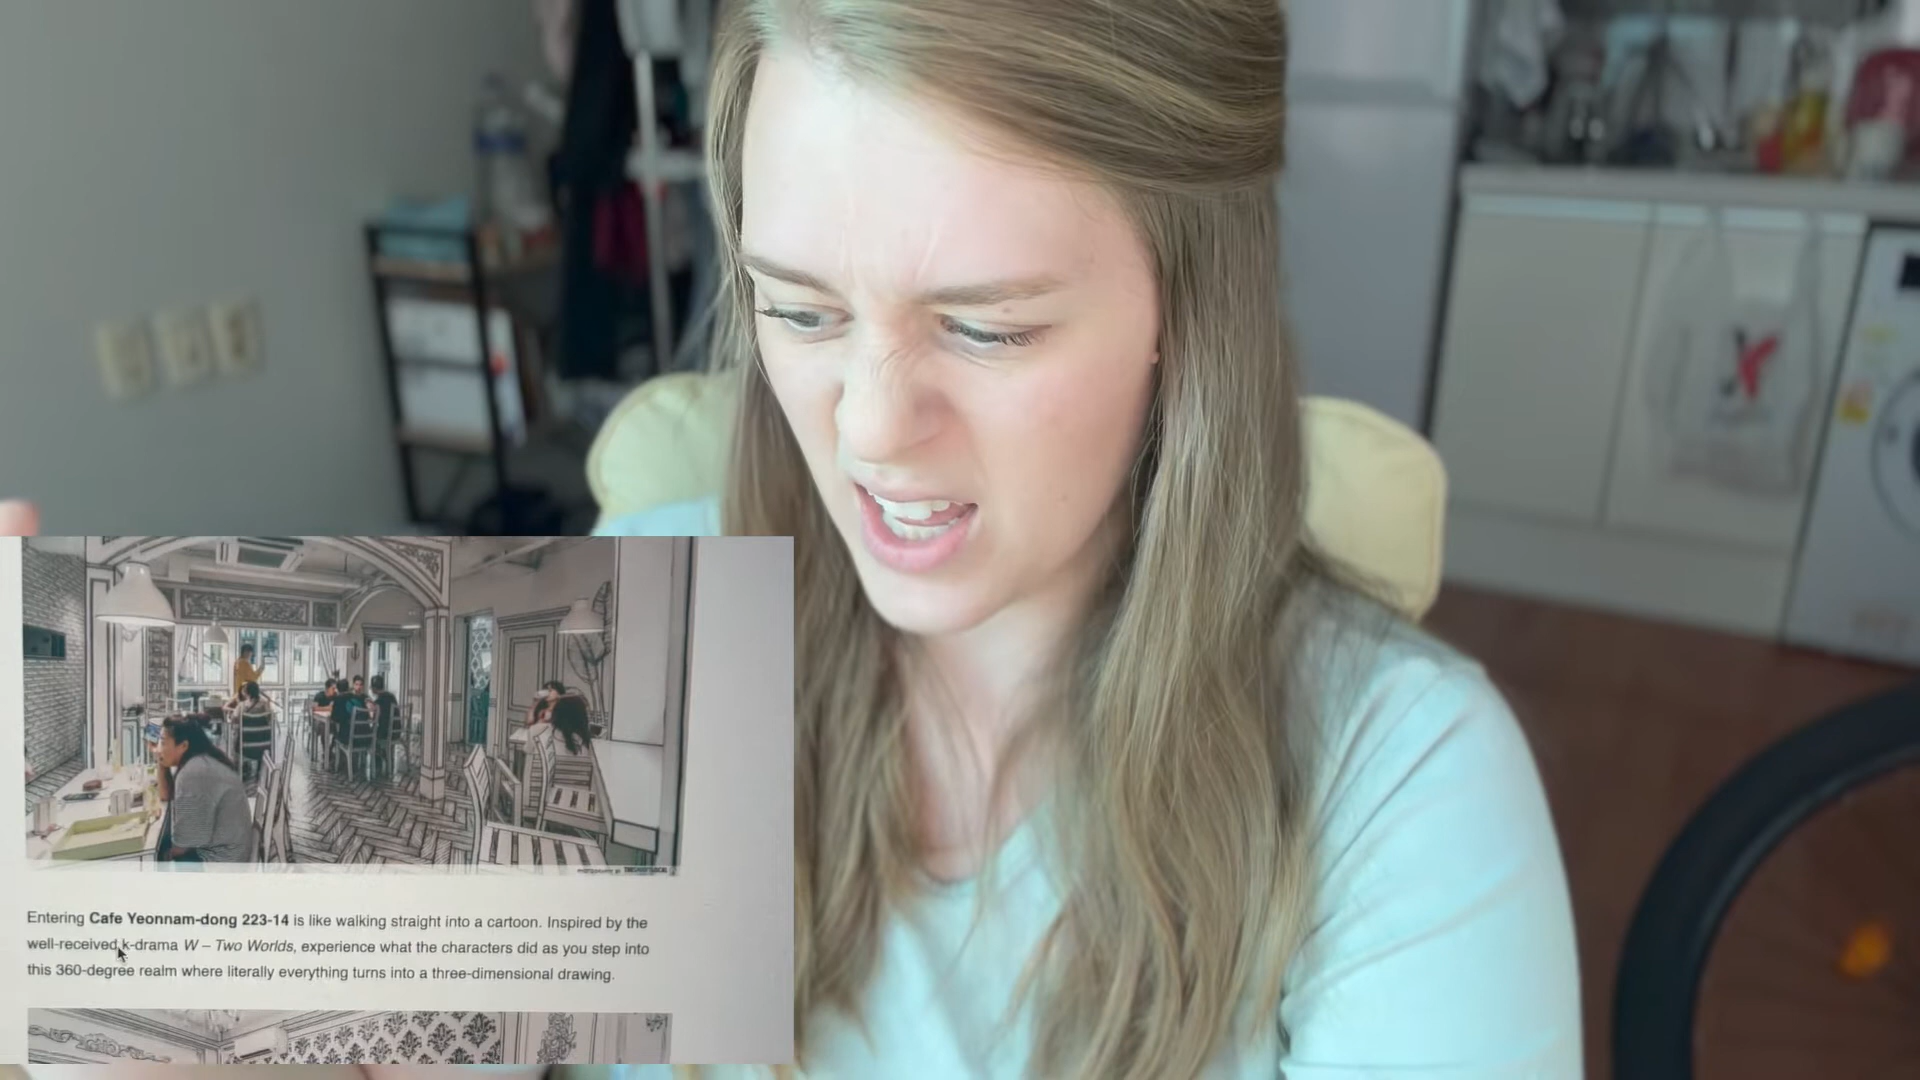 Entering Cafe Yeonnam-dong 223-14 is like walking straight into a cartoon. Inspired by the
well-received k-drama W – Two Worlds, experience what the characters did as you step into
this 360-degree realm where literally everything turns into a three-dimensional drawing.